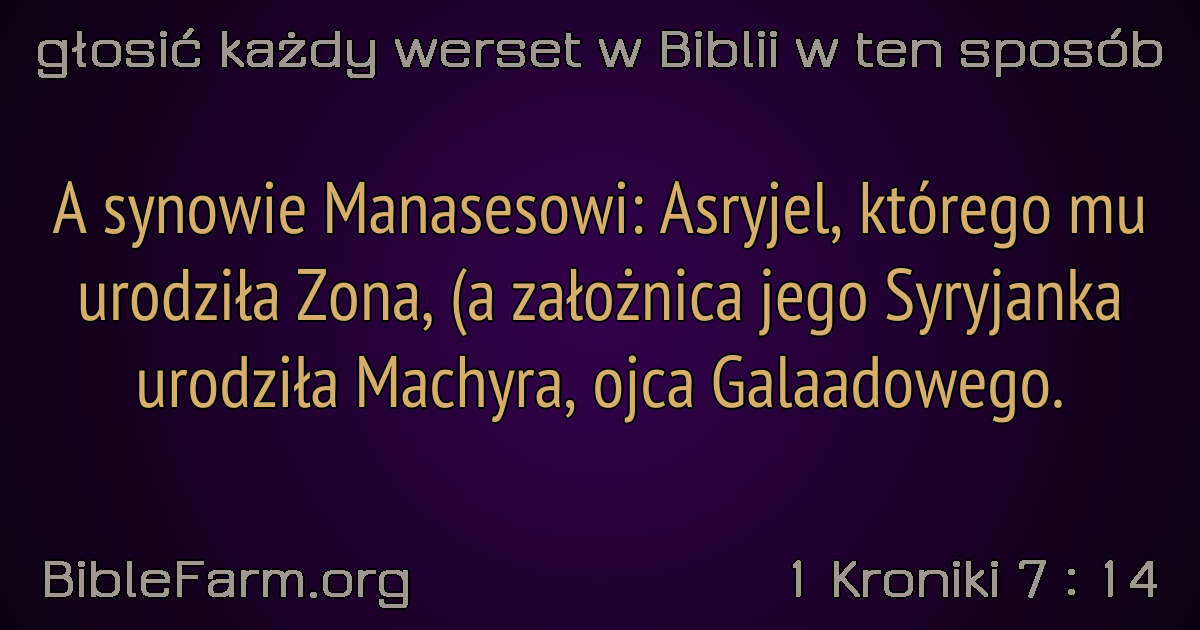 głosić każdy werset w Biblii w ten sposób
A synowie Manasesowi: Asryjel, którego mu
urodziła Zona, (a założnica jego Syryjanka
urodziła Machyra, ojca Galaadowego.
BibleFarm.org
1 Kroniki 7 : 14